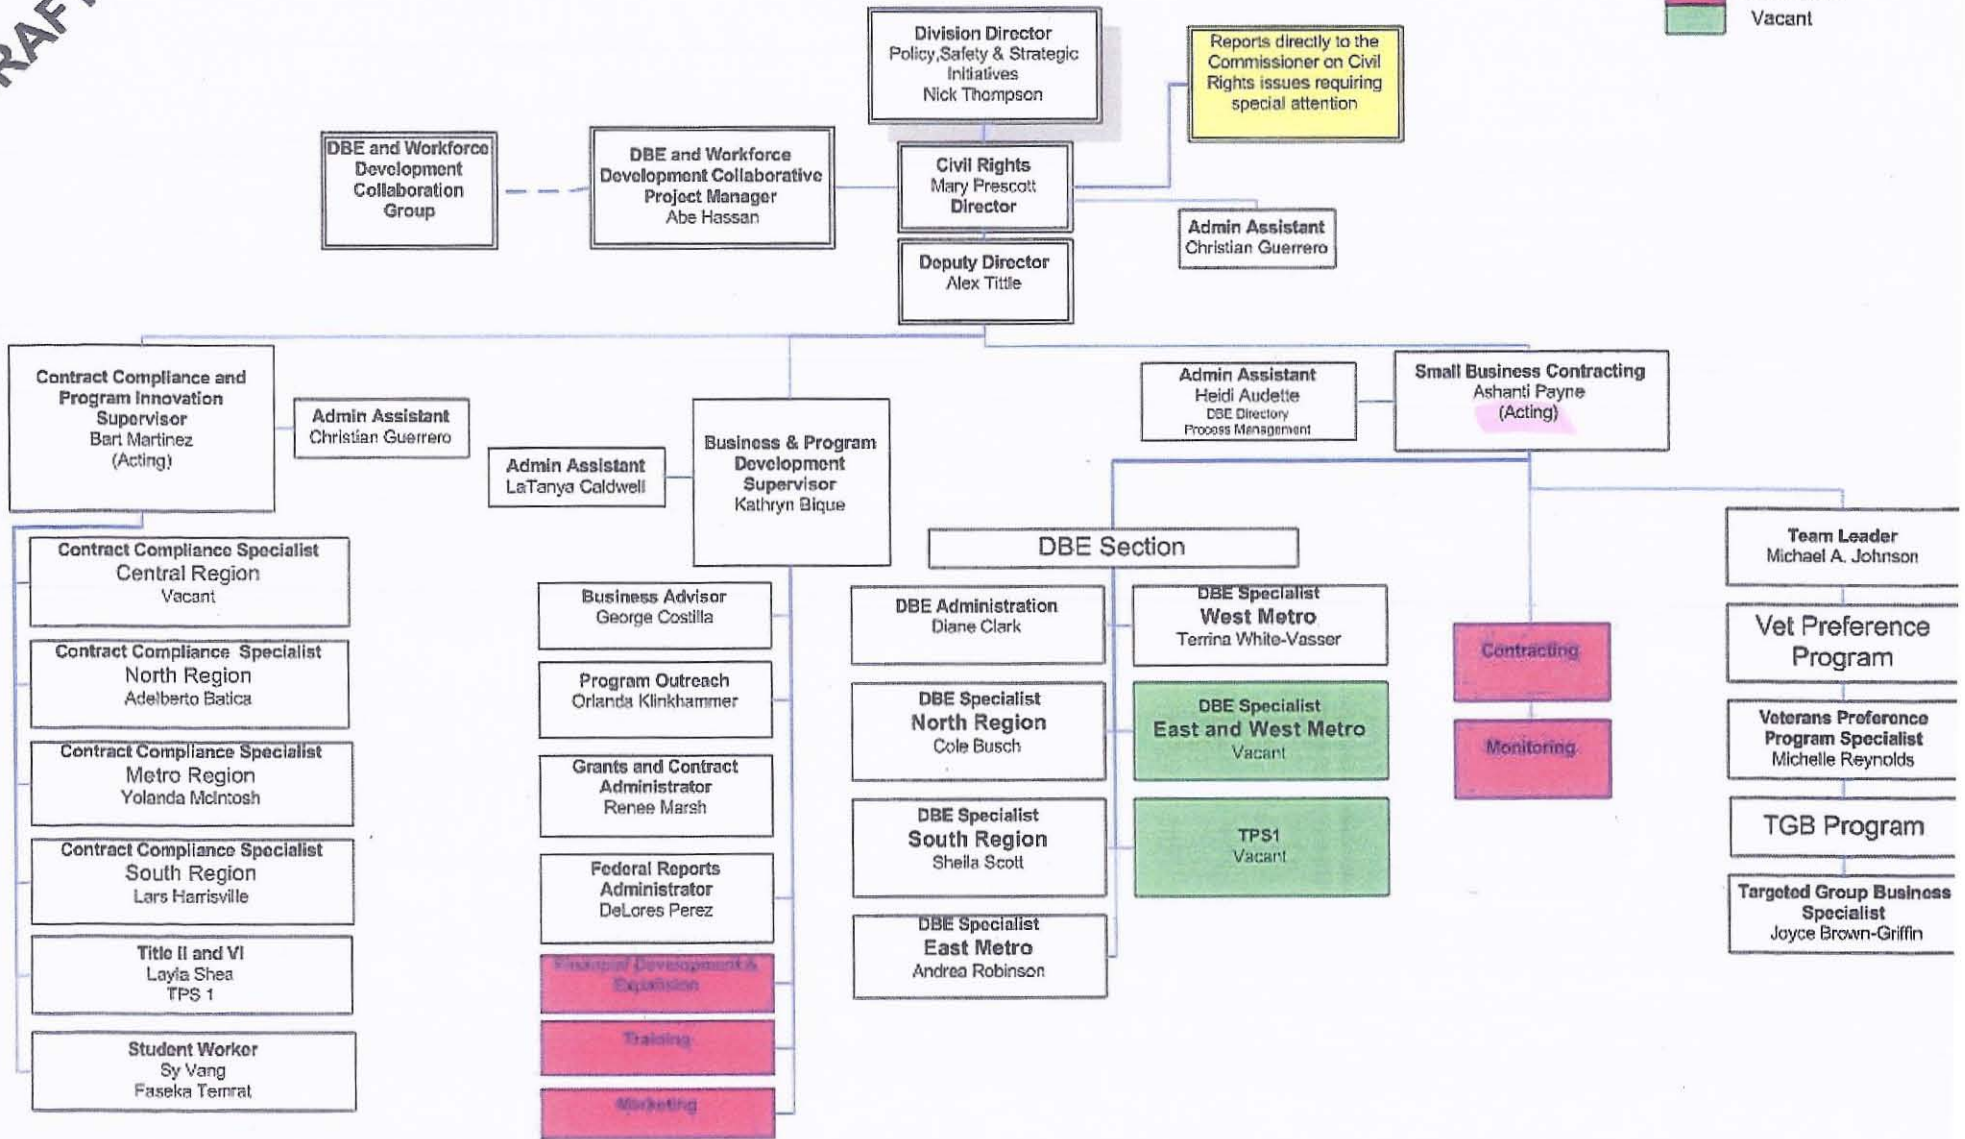 Vacant
Division Director
Policy,Safety & Strategic
Initiatives
Nick Thompson
Reports directly to the
Commissioner on Civil
Rights issues requiring
special attention
DBE and Workforce
Development
Collaboration
Group
DBE and Workforce
Development Collaborative
Project Manager
Abe Hassan
Civil Rights
Mary Prescott
Director
Admin Assistant
Christian Guerrero
Deputy Director
Alex Tittle
Contract Compliance and
Program Innovation
Supervisor
Bart Martinez
(Acting)
Admin Assistant
Christian Guerrero
Admin Assistant
LaTanya Caldwell
Business & Program
Development
Supervisor
Kathryn Bique
Admin Assistant
Heidi Audette
DBE Directory
Process Management
Small Business Contracting
Ashanti Payne
(Acting)
Contract Compliance Specialist
Central Region
Vacant
Contract Compliance Specialist
North Region
Adelberto Batica
Contract Compliance Specialist
Metro Region
Yolanda McIntosh
Contract Compliance Specialist
South Region
Lars Harrisville
Title II and VI
Layla Shea
TPS 1
Student Worker
Sy Vang
Faseka Temrat
Business Advisor
George Costilla
Program Outreach
Orlanda Klinkhammer
Grants and Contract
Administrator
Renee Marsh
Federal Reports
Administrator
DeLores Perez
Financial Development &
Expansion
Training
Marketing
DBE Section
DBE Administration
Diane Clark
DBE Specialist
North Region
Cole Busch
DBE Specialist
South Region
Sheila Scott
DBE Specialist
East Metro
Andrea Robinson
DBE Specialist
West Metro
Terrina White-Vasser
DBE Specialist
East and West Metro
Vacant
TPS1
Vacant
Contracting
Monitoring
Team Leader
Michael A. Johnson
Vet Preference
Program
Veterans Preference
Program Specialist
Michelle Reynolds
TGB Program
Targeted Group Business
Specialist
Joyce Brown-Griffin